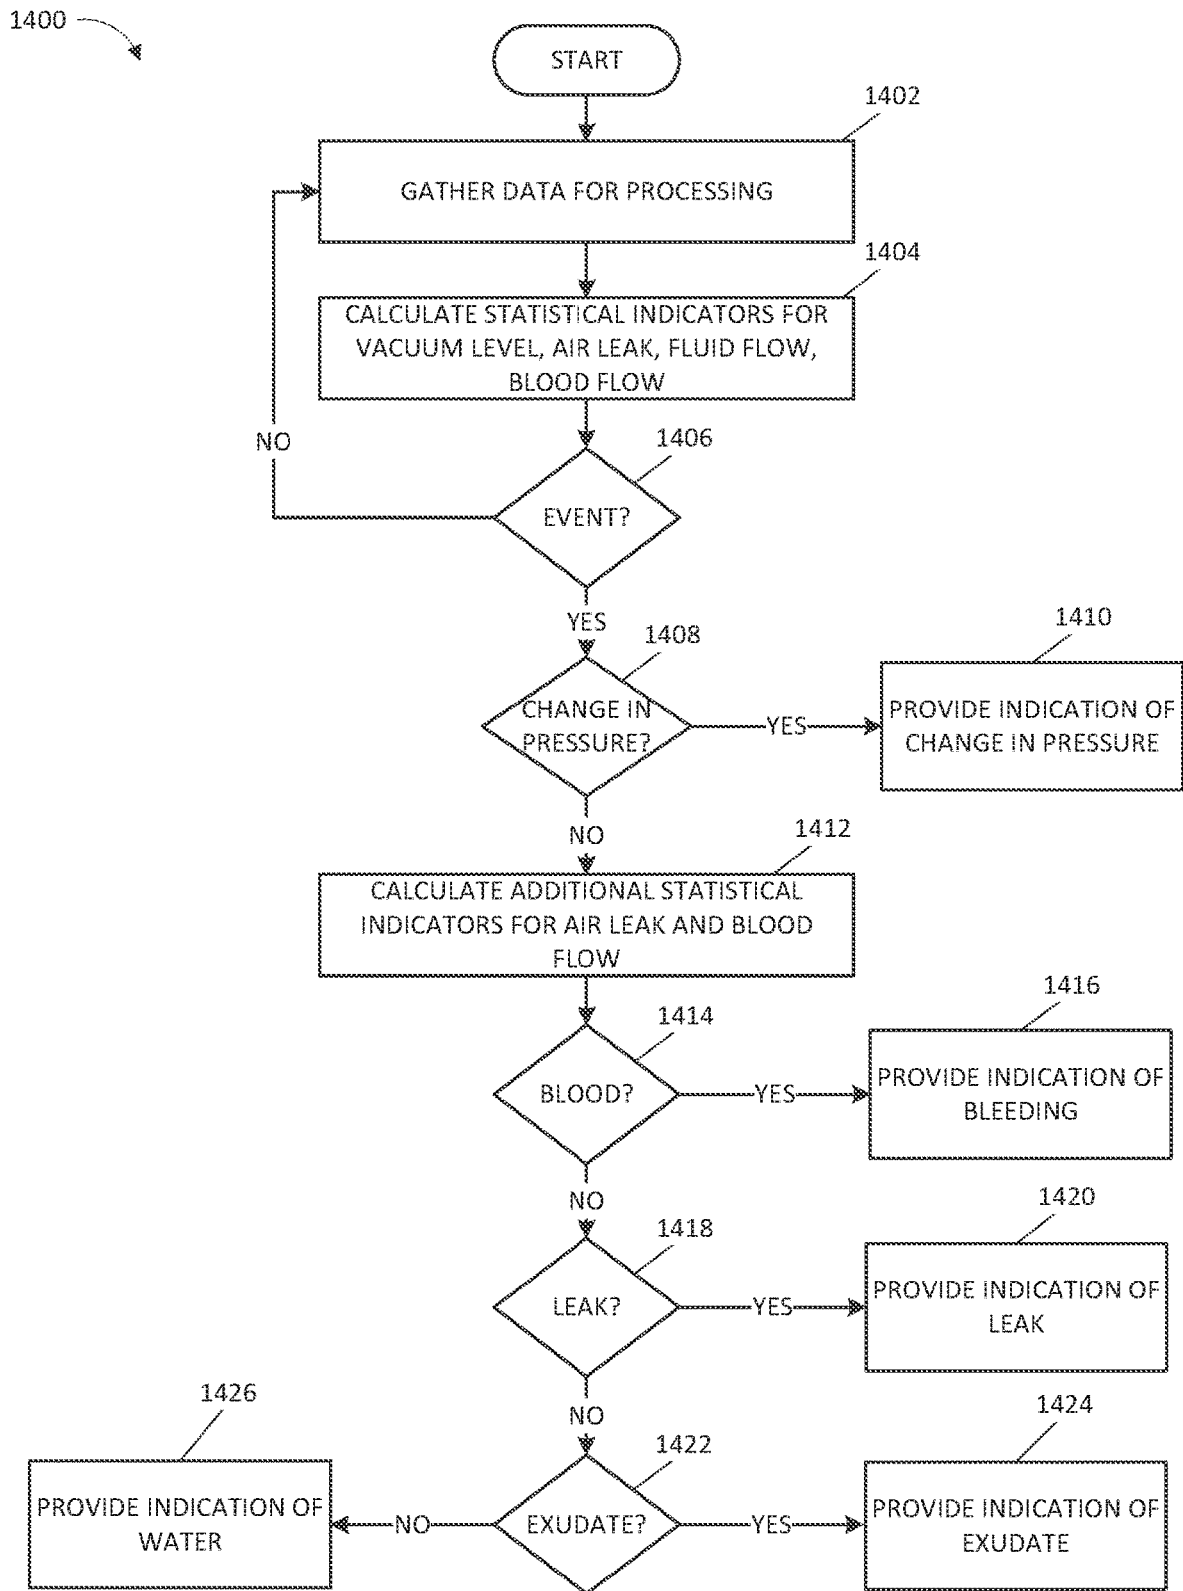 1400
START
1402
GATHER DATA FOR PROCESSING
1404
CALCULATE STATISTICAL INDICATORS FOR
VACUUM LEVEL, AIR LEAK, FLUID FLOW,
BLOOD FLOW
NO
1406
EVENT?
YES
1408
CHANGE IN
PRESSURE?
YES
1410
PROVIDE INDICATION OF
CHANGE IN PRESSURE
NO
1412
CALCULATE ADDITIONAL STATISTICAL
INDICATORS FOR AIR LEAK AND BLOOD
FLOW
1414
BLOOD?
YES
1416
PROVIDE INDICATION OF
BLEEDING
NO
1418
LEAK?
YES
1420
PROVIDE INDICATION OF
LEAK
NO
1422
EXUDATE?
YES
1424
PROVIDE INDICATION OF
EXUDATE
NO
1426
PROVIDE INDICATION OF
WATER